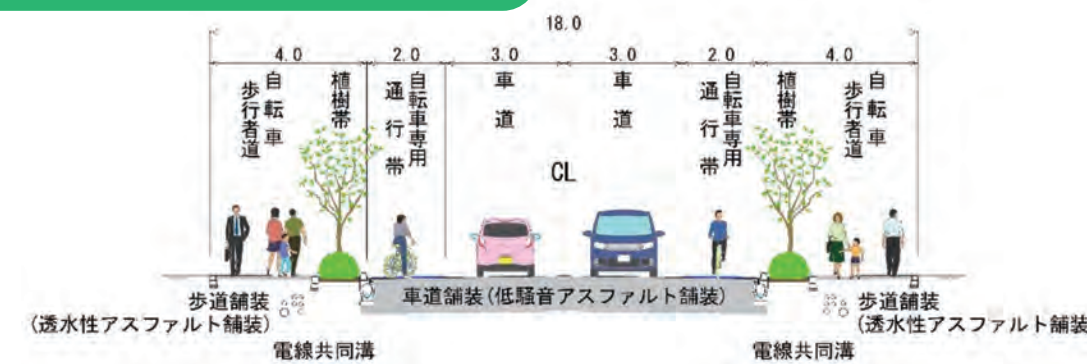 18.0
4.0
2.0
3.0
3.0
2.0
4.0
自転車
歩行者道
植樹帯
自転車専用
通行帯
車道
車道
自転車専用
通行帯
植樹帯
自転車
歩行者道
CL
歩道舗装
(透水性アスファルト舗装)
車道舗装(低騒音アスファルト舗装)
歩道舗装
(透水性アスファルト舗装
電線共同溝
電線共同溝